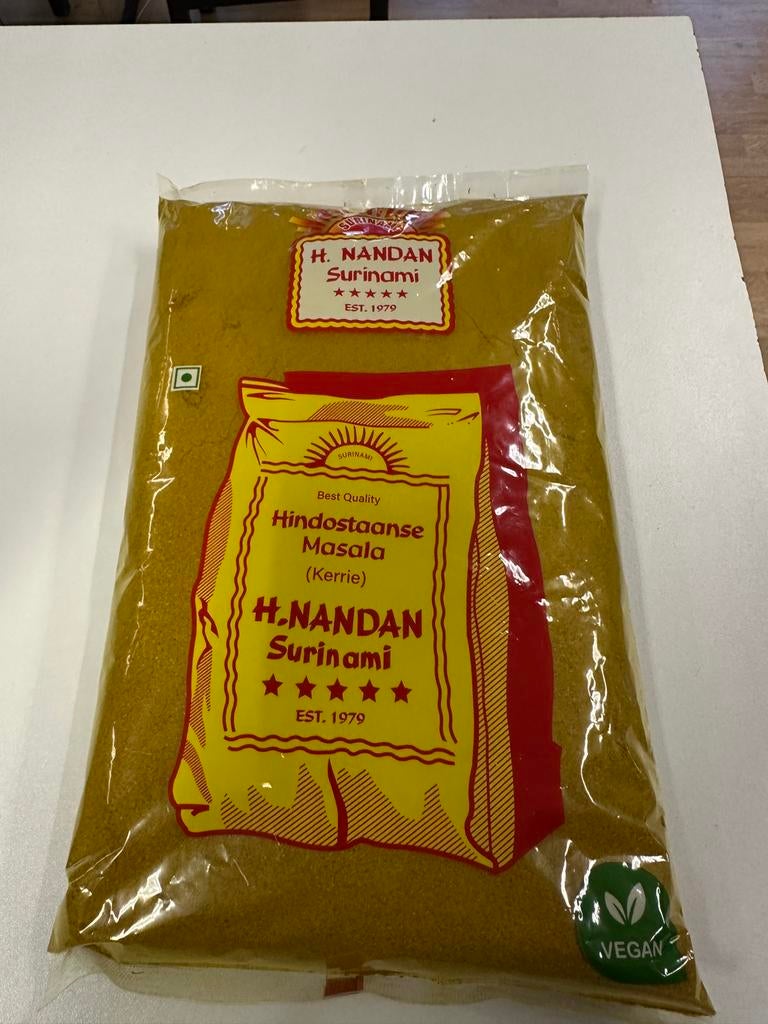 SURINAMI
H. NANDAN
Surinami
EST. 1979
SURINAMI
Best Quality
Hindostaanse
Masala
(Kerrie)
H.NANDAN
Surinami
EST. 1979
VEGAN